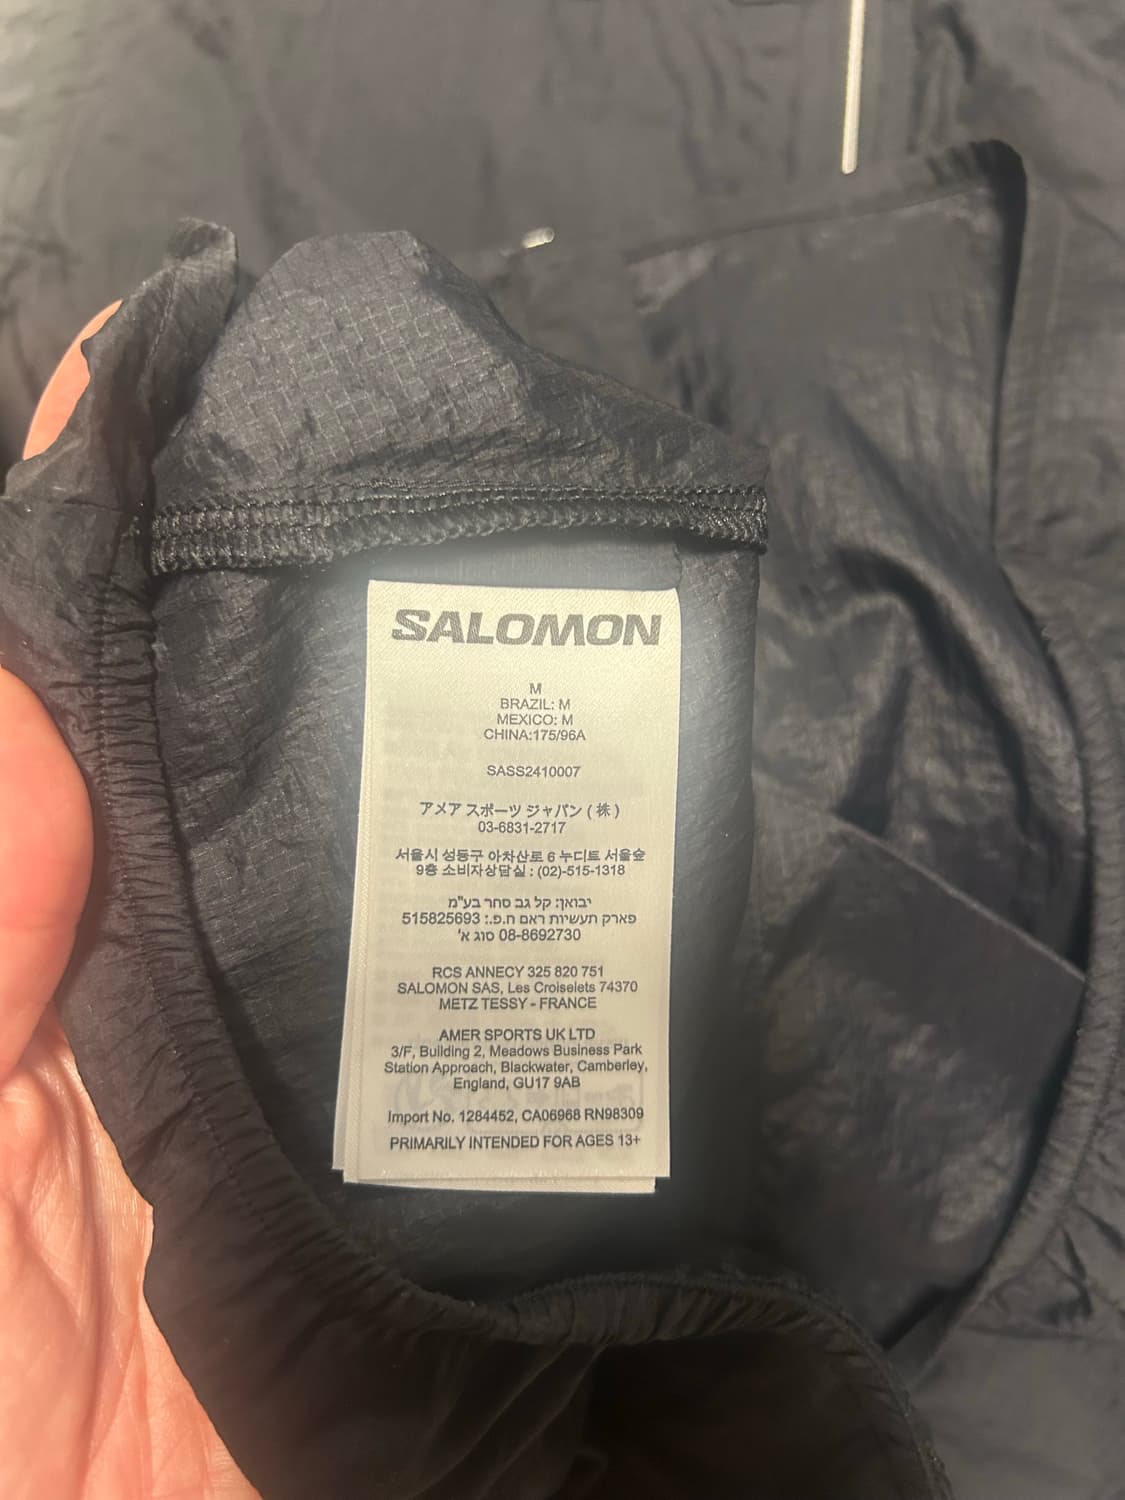 SALOMON
M
BRAZIL: M
MEXICO: M
CHINA:175/96A
SASS2410007
アメア スポーツ ジャパン ( 株 )
03-6831-2717
서울시 성동구 아차산로 6 누디트 서울숲
9층 소비자상담실 : (02)-515-1318
יבואן: קל גב סחר בע"מ
פארק תעשיות ראם ח.פ.: 515825693
08-8692730 סוג א'
RCS ANNECY 325 820 751
SALOMON SAS, Les Croiselets 74370
METZ TESSY - FRANCE
AMER SPORTS UK LTD
3/F, Building 2, Meadows Business Park
Station Approach, Blackwater, Camberley,
England, GU17 9AB
Import No. 1284452, CA06968 RN98309
PRIMARILY INTENDED FOR AGES 13+